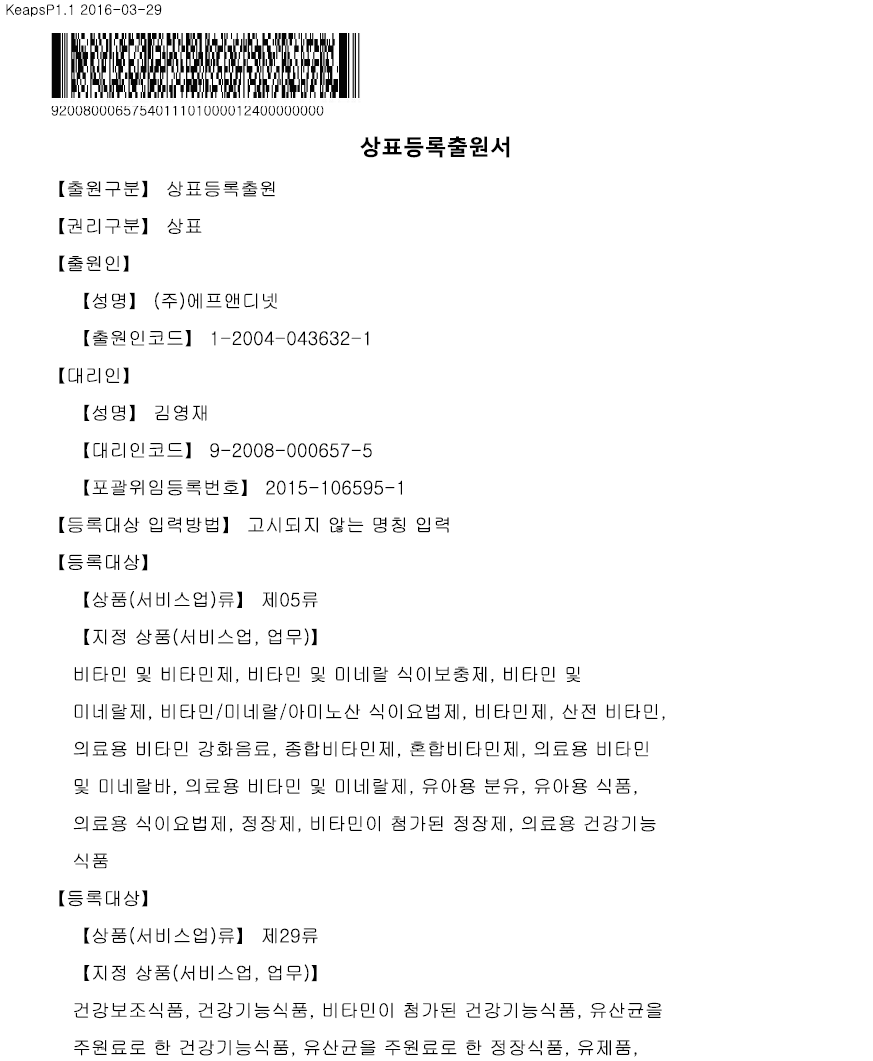 KeapsP1.1 2016-03-29
920080006575401110100001240000000​0
상표등록출원서
【출원구분】 상표등록출원
【권리구분】 상표
【출원인】
【성명】 (주)에프앤디넷
【출원인코드】 1-2004-043632-1
【대리인】
【성명】 김영재
【대리인코드】 9-2008-000657-5
【포괄위임등록번호】 2015-106595-1
【등록대상 입력방법】 고시되지 않는 명칭 입력
【등록대상】
【상품(서비스업)류】 제05류
【지정 상품(서비스업, 업무)】
비타민 및 비타민제, 비타민 및 미네랄 식이보충제, 비타민 및
미네랄제, 비타민/미네랄/아미노산 식이요법제, 비타민제, 산전 비타민,
의료용 비타민 강화음료, 종합비타민제, 혼합비타민제, 의료용 비타민
및 미네랄바, 의료용 비타민 및 미네랄제, 유아용 분유, 유아용 식품,
의료용 식이요법제, 정장제, 비타민이 첨가된 정장제, 의료용 건강기능
식품
【등록대상】
【상품(서비스업)류】 제29류
【지정 상품(서비스업, 업무)】
건강보조식품, 건강기능식품, 비타민이 첨가된 건강기능식품, 유산균을
주원료로 한 건강기능식품, 유산균을 주원료로 한 정장식품, 유제품,